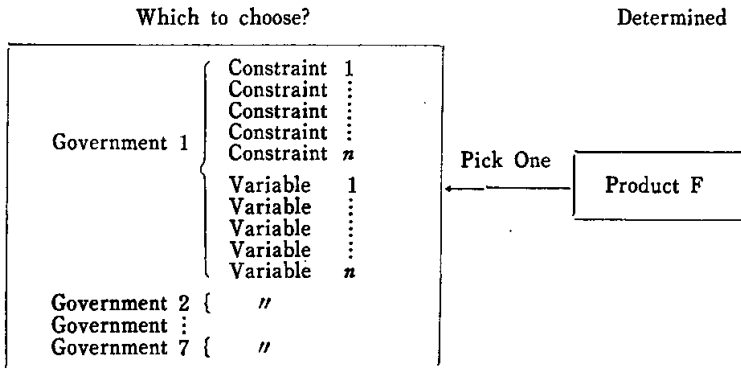 Which to choose? Determined
Constraint 1
Constraint ⋮
Constraint ⋮
Constraint ⋮
Government 1 Constraint n
Pick One
Variable 1 Product F
Variable ⋮
Variable ⋮
Variable ⋮
Variable n
Government 2 { 〃
Government ⋮
Government 7 { 〃